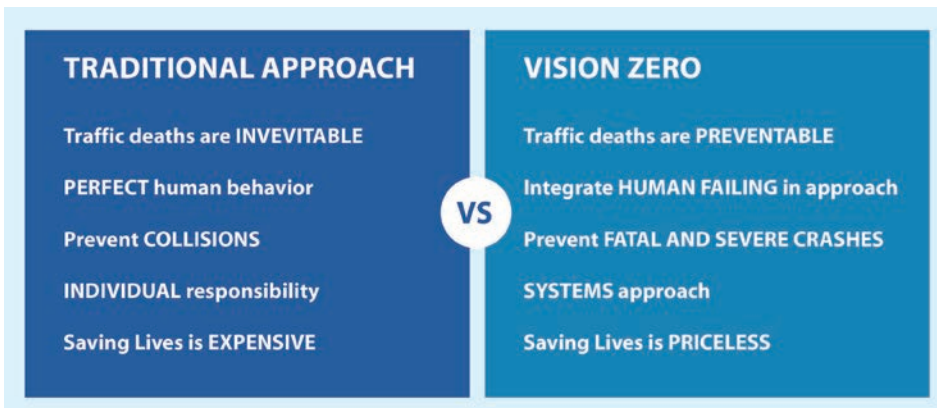 TRADITIONAL APPROACH
Traffic deaths are INVEVITABLE
PERFECT human behavior
Prevent COLLISIONS
INDIVIDUAL responsibility
Saving Lives is EXPENSIVE
VS
VISION ZERO
Traffic deaths are PREVENTABLE
Integrate HUMAN FAILING in approach
Prevent FATAL AND SEVERE CRASHES
SYSTEMS approach
Saving Lives is PRICELESS